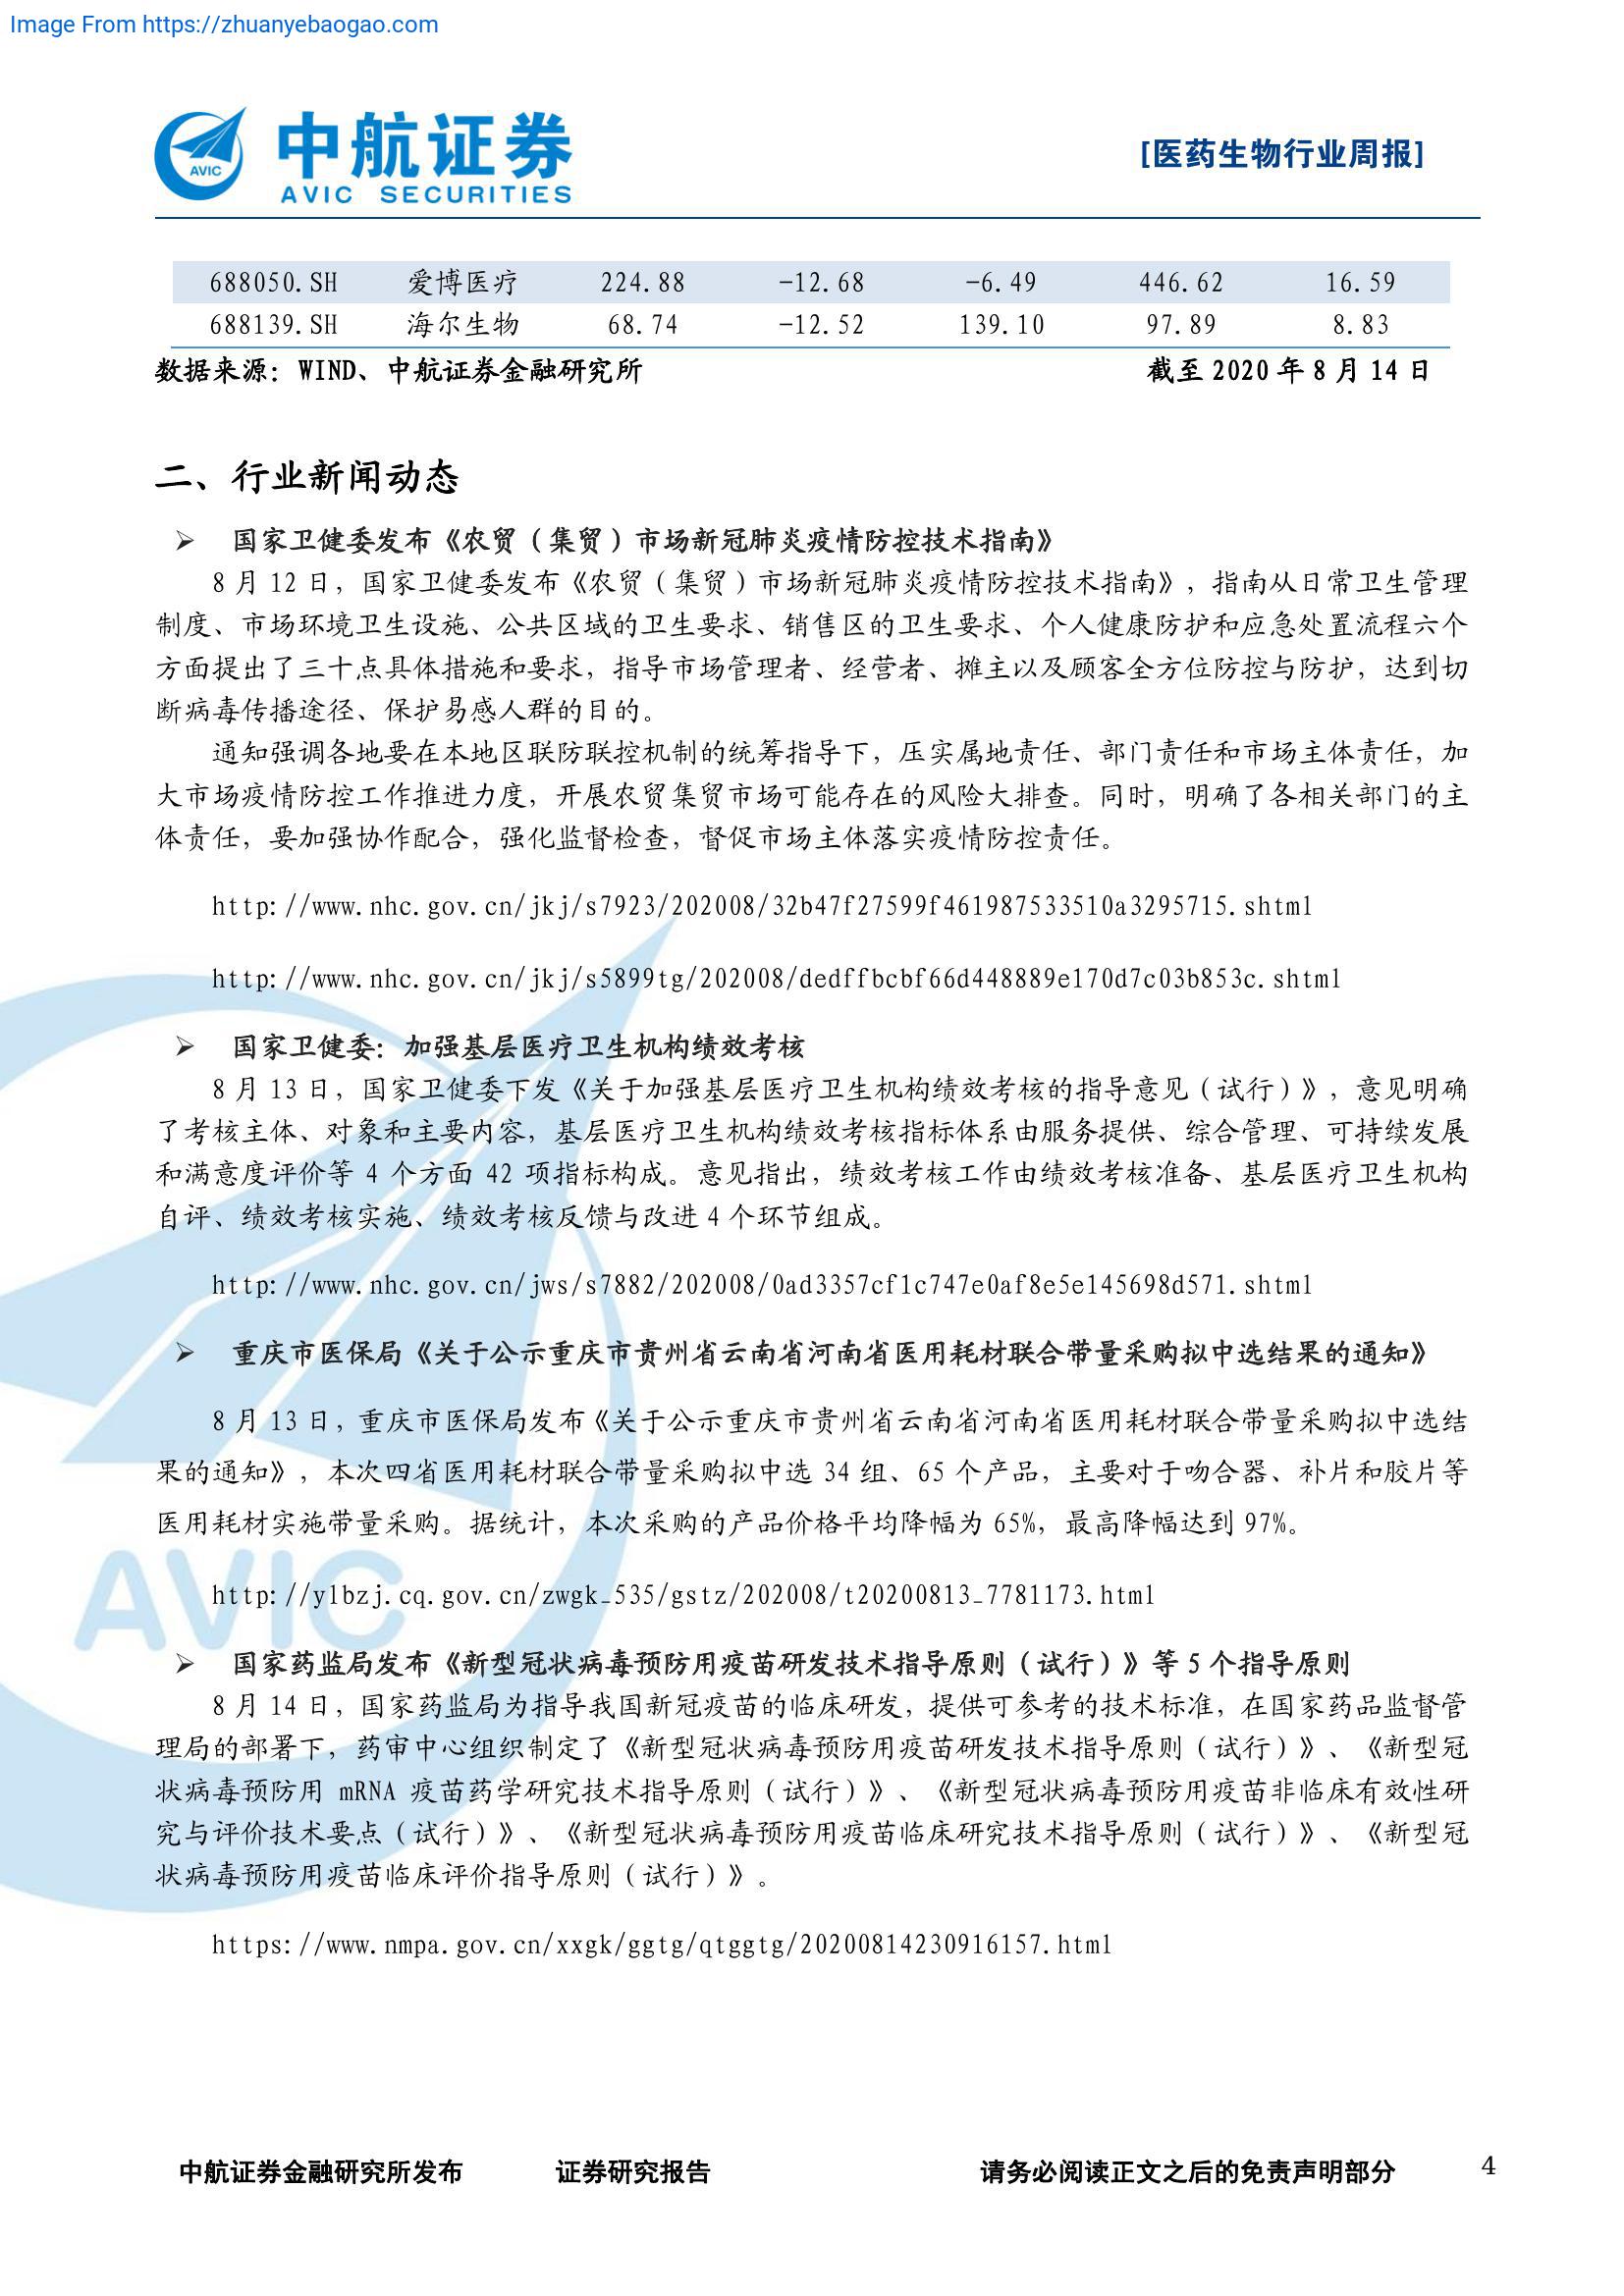 Image From https://zhuanyebaogao.com
中航证券
AVIC SECURITIES
AVIC
[医药生物行业周报]
688050.SH 爱博医疗 224.88 -12.68 -6.49 446.62 16.59
688139.SH 海尔生物 68.74 -12.52 139.10 97.89 8.83
数据来源：WIND、中航证券金融研究所 截至 2020 年 8 月 14 日
二、行业新闻动态
➢ 国家卫健委发布《农贸（集贸）市场新冠肺炎疫情防控技术指南》
8 月 12 日，国家卫健委发布《农贸（集贸）市场新冠肺炎疫情防控技术指南》，指南从日常卫生管理
制度、市场环境卫生设施、公共区域的卫生要求、销售区的卫生要求、个人健康防护和应急处置流程六个
方面提出了三十点具体措施和要求，指导市场管理者、经营者、摊主以及顾客全方位防控与防护，达到切
断病毒传播途径、保护易感人群的目的。
通知强调各地要在本地区联防联控机制的统筹指导下，压实属地责任、部门责任和市场主体责任，加
大市场疫情防控工作推进力度，开展农贸集贸市场可能存在的风险大排查。同时，明确了各相关部门的主
体责任，要加强协作配合，强化监督检查，督促市场主体落实疫情防控责任。
http://www.nhc.gov.cn/jkj/s7923/202008/32b47f27599f461987533510a3295715.shtml
http://www.nhc.gov.cn/jkj/s5899tg/202008/dedffbcbf66d448889e170d7c03b853c.shtml
➢ 国家卫健委：加强基层医疗卫生机构绩效考核
8 月 13 日，国家卫健委下发《关于加强基层医疗卫生机构绩效考核的指导意见（试行）》，意见明确
了考核主体、对象和主要内容，基层医疗卫生机构绩效考核指标体系由服务提供、综合管理、可持续发展
和满意度评价等 4 个方面 42 项指标构成。意见指出，绩效考核工作由绩效考核准备、基层医疗卫生机构
自评、绩效考核实施、绩效考核反馈与改进 4 个环节组成。
http://www.nhc.gov.cn/jws/s7882/202008/0ad3357cf1c747e0af8e5e145698d571.shtml
➢ 重庆市医保局《关于公示重庆市贵州省云南省河南省医用耗材联合带量采购拟中选结果的通知》
8 月 13 日，重庆市医保局发布《关于公示重庆市贵州省云南省河南省医用耗材联合带量采购拟中选结
果的通知》，本次四省医用耗材联合带量采购拟中选 34 组、65 个产品，主要对于吻合器、补片和胶片等
医用耗材实施带量采购。据统计，本次采购的产品价格平均降幅为 65%，最高降幅达到 97%。
http://ylbzj.cq.gov.cn/zwgk_535/gstz/202008/t20200813_7781173.html
AVIC
➢ 国家药监局发布《新型冠状病毒预防用疫苗研发技术指导原则（试行）》等 5 个指导原则
8 月 14 日，国家药监局为指导我国新冠疫苗的临床研发，提供可参考的技术标准，在国家药品监督管
理局的部署下，药审中心组织制定了《新型冠状病毒预防用疫苗研发技术指导原则（试行）》、《新型冠
状病毒预防用 mRNA 疫苗药学研究技术指导原则（试行）》、《新型冠状病毒预防用疫苗非临床有效性研
究与评价技术要点（试行）》、《新型冠状病毒预防用疫苗临床研究技术指导原则（试行）》、《新型冠
状病毒预防用疫苗临床评价指导原则（试行）》。
https://www.nmpa.gov.cn/xxgk/ggtg/qtggtg/20200814230916157.html
中航证券金融研究所发布 证券研究报告 请务必阅读正文之后的免责声明部分 4